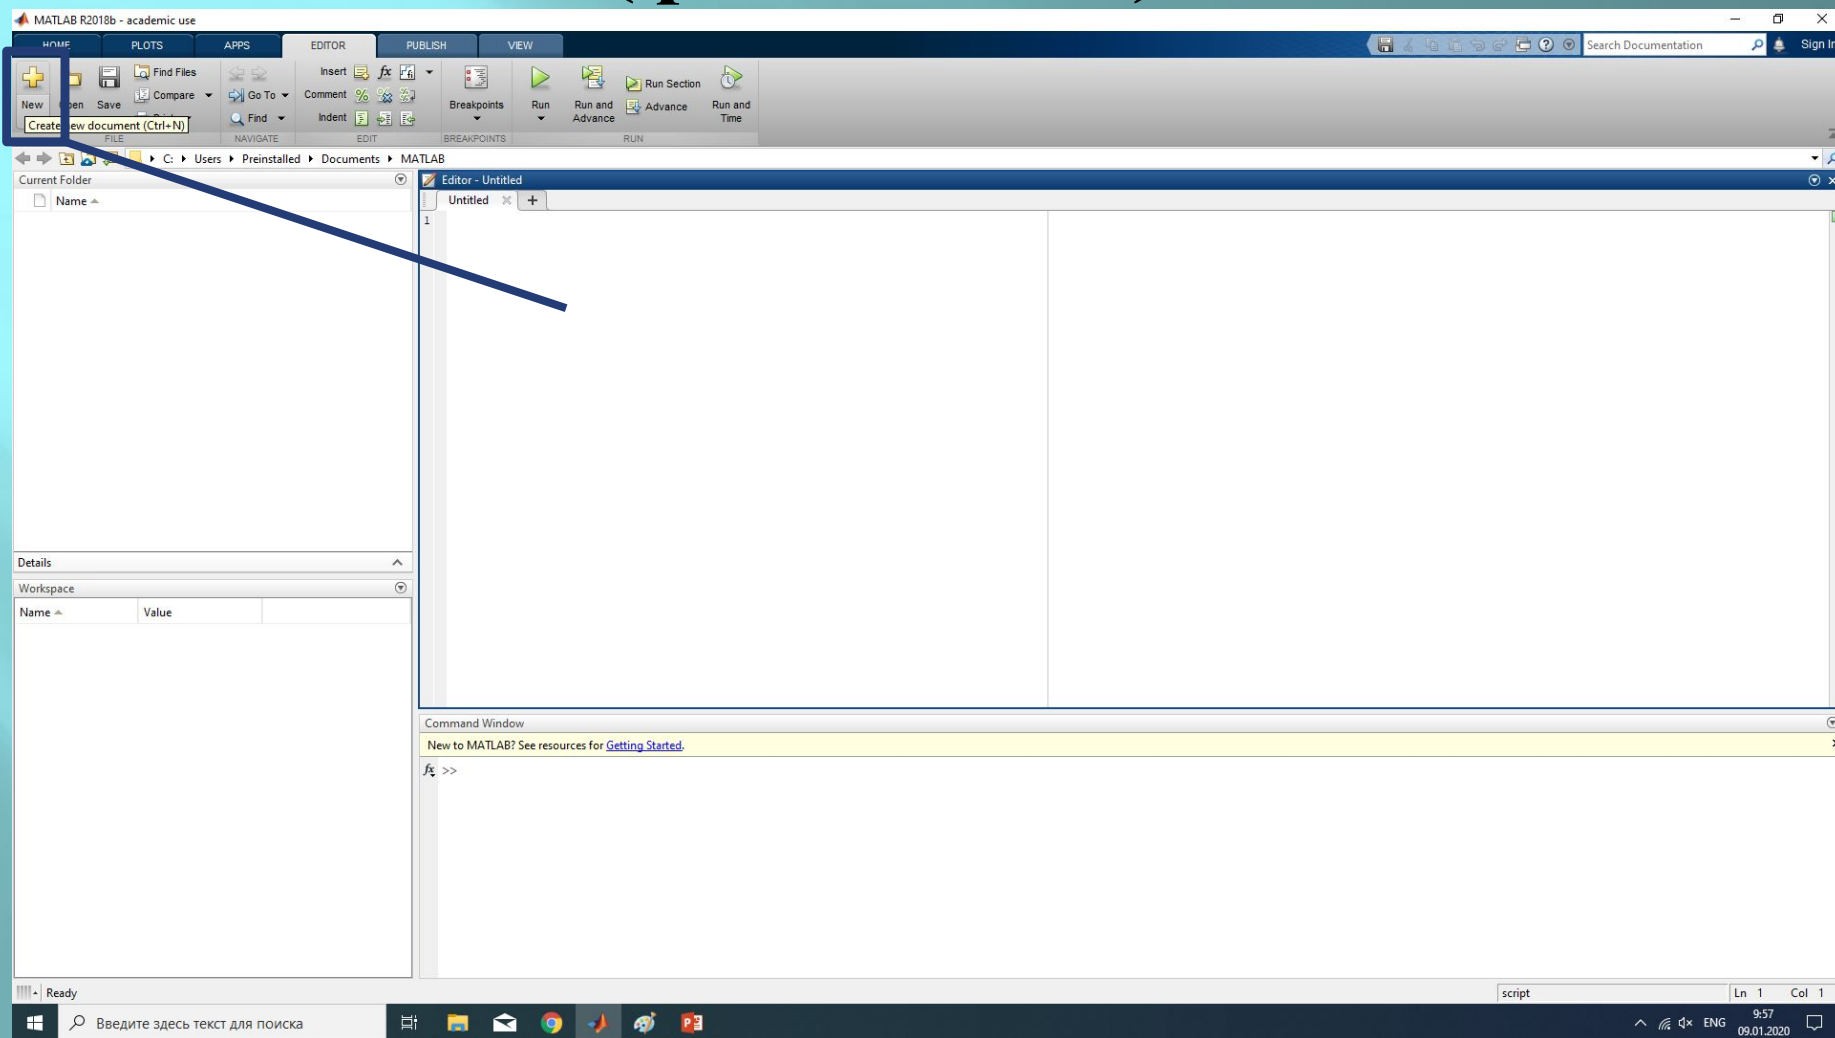 MATLAB R2018b - academic use
HOME PLOTS APPS EDITOR PUBLISH VIEW
Search Documentation Sign In
New Open Save
Find Files
Compare
Go To
Find
Insert
Comment
Indent
Breakpoints
Run
Run and Advance
Run Section
Advance
Run and Time
Create new document (Ctrl+N)
FILE NAVIGATE EDIT BREAKPOINTS RUN
C: Users Preinstalled Documents MATLAB
Current Folder
Name
Editor - Untitled
Untitled
1
Details
Workspace
Name Value
Command Window
New to MATLAB? See resources for Getting Started.
fx >>
Ready
script Ln 1 Col 1
Введите здесь текст для поиска
ENG
9:57
09.01.2020